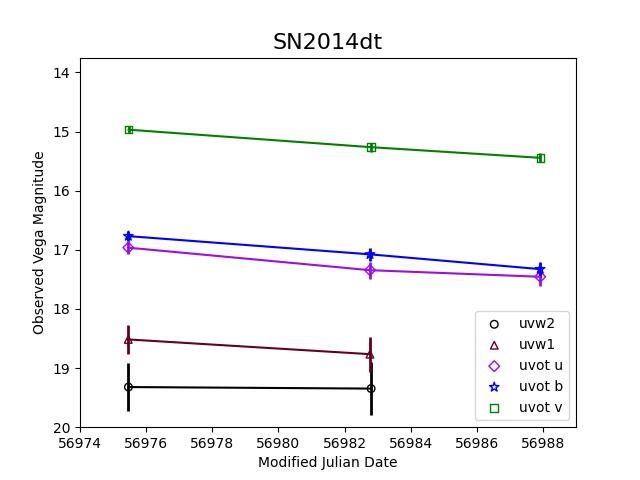 SN2014dt
14
15
16
17
18
19
20
Observed Vega Magnitude
uvw2
uvw1
uvot u
uvot b
uvot v
56974 56976 56978 56980 56982 56984 56986 56988
Modified Julian Date